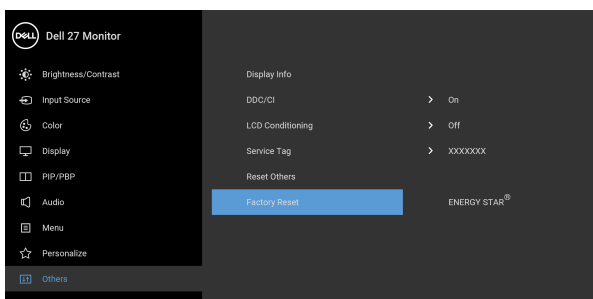 DELL Dell 27 Monitor
Brightness/Contrast
Input Source
Color
Display
PIP/PBP
Audio
Menu
Personalize
Others
Display Info
DDC/CI > On
LCD Conditioning > Off
Service Tag > XXXXXXX
Reset Others
Factory Reset ENERGY STAR®